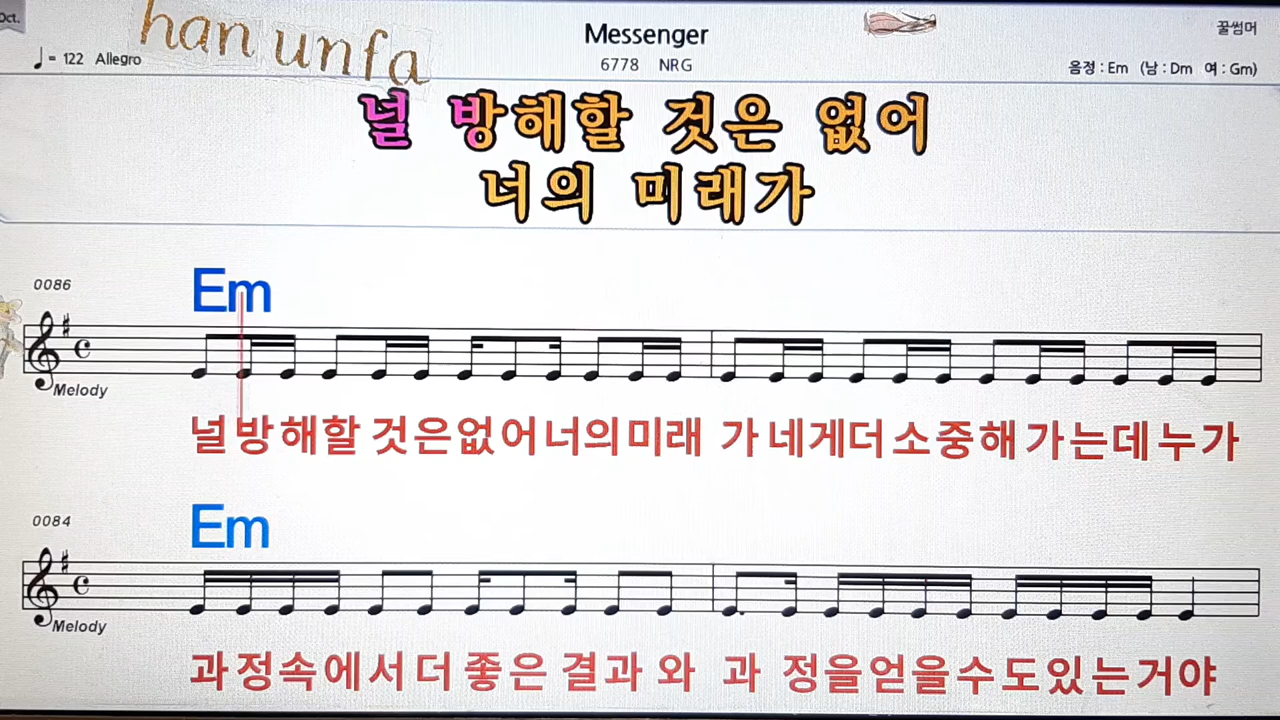 Oct.
han unfa
Messenger
꿀썸머
♩= 122 Allegro
6778 NRG
음정 : Em (남 : Dm 여 : Gm)
널 방해할 것은 없어
너의 미래가
0086
Em
Melody
널방해할 것은없어너의미래 가네게더소중해가는데누가
0084
Em
Melody
과정속에서더좋은결과와 과 정을얻을수도있는거야